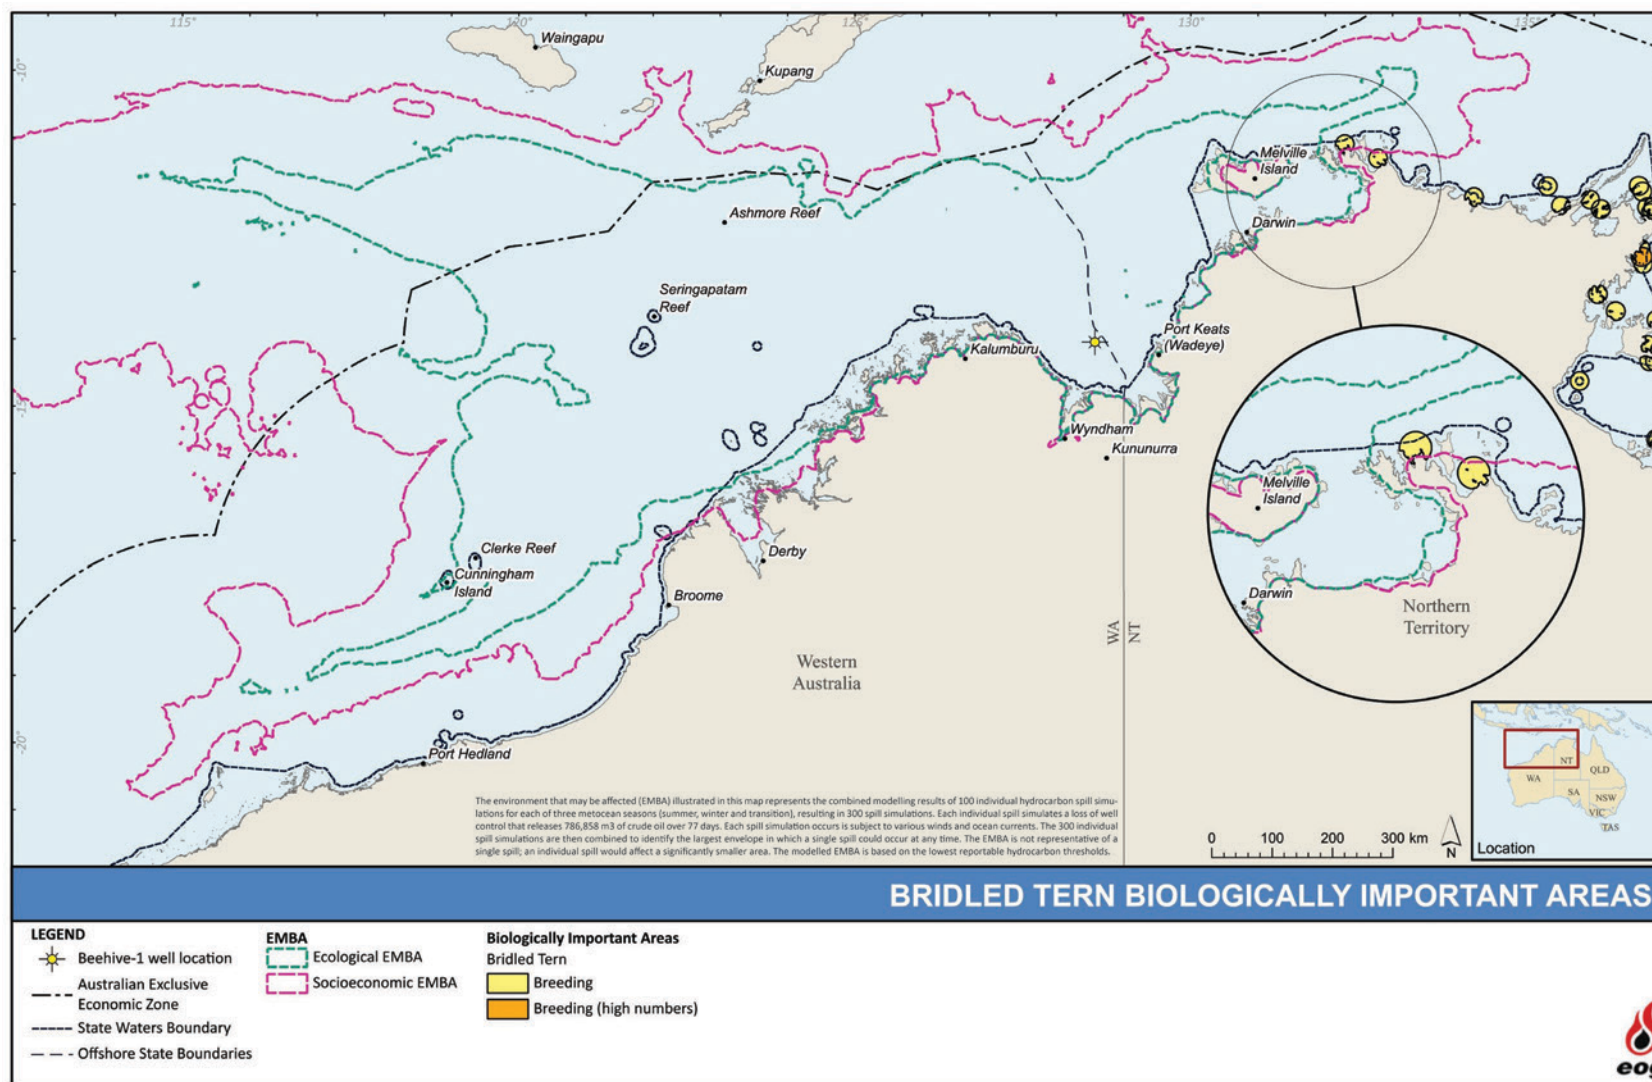 115°
120°
125°
130°
135°
-10°
Waingapu
Kupang
Melville
Island
Ashmore Reef
Darwin
Seringapatam
Reef
Port Keats
(Wadeye)
Kalumburu
-15°
Wyndham
Kununurra
Melville
Island
Clerke Reef
Cunningham
Island
Derby
Broome
Darwin
Northern
Territory
WA
NT
Western
Australia
-20°
Port Hedland
WA
NT
QLD
SA
NSW
VIC
TAS
Location
The environment that may be affected (EMBA) illustrated in this map represents the combined modelling results of 100 individual hydrocarbon spill simu-
lations for each of three metocean seasons (summer, winter and transition), resulting in 300 spill simulations. Each individual spill simulates a loss of well
control that releases 786,858 m3 of crude oil over 77 days. Each spill simulation occurs is subject to various winds and ocean currents. The 300 individual
spill simulations are then combined to identify the largest envelope in which a single spill could occur at any time. The EMBA is not representative of a
single spill; an individual spill would affect a significantly smaller area. The modelled EMBA is based on the lowest reportable hydrocarbon thresholds.
0 100 200 300 km
N
BRIDLED TERN BIOLOGICALLY IMPORTANT AREAS
LEGEND
Beehive-1 well location
Australian Exclusive
Economic Zone
State Waters Boundary
Offshore State Boundaries
EMBA
Ecological EMBA
Socioeconomic EMBA
Biologically Important Areas
Bridled Tern
Breeding
Breeding (high numbers)